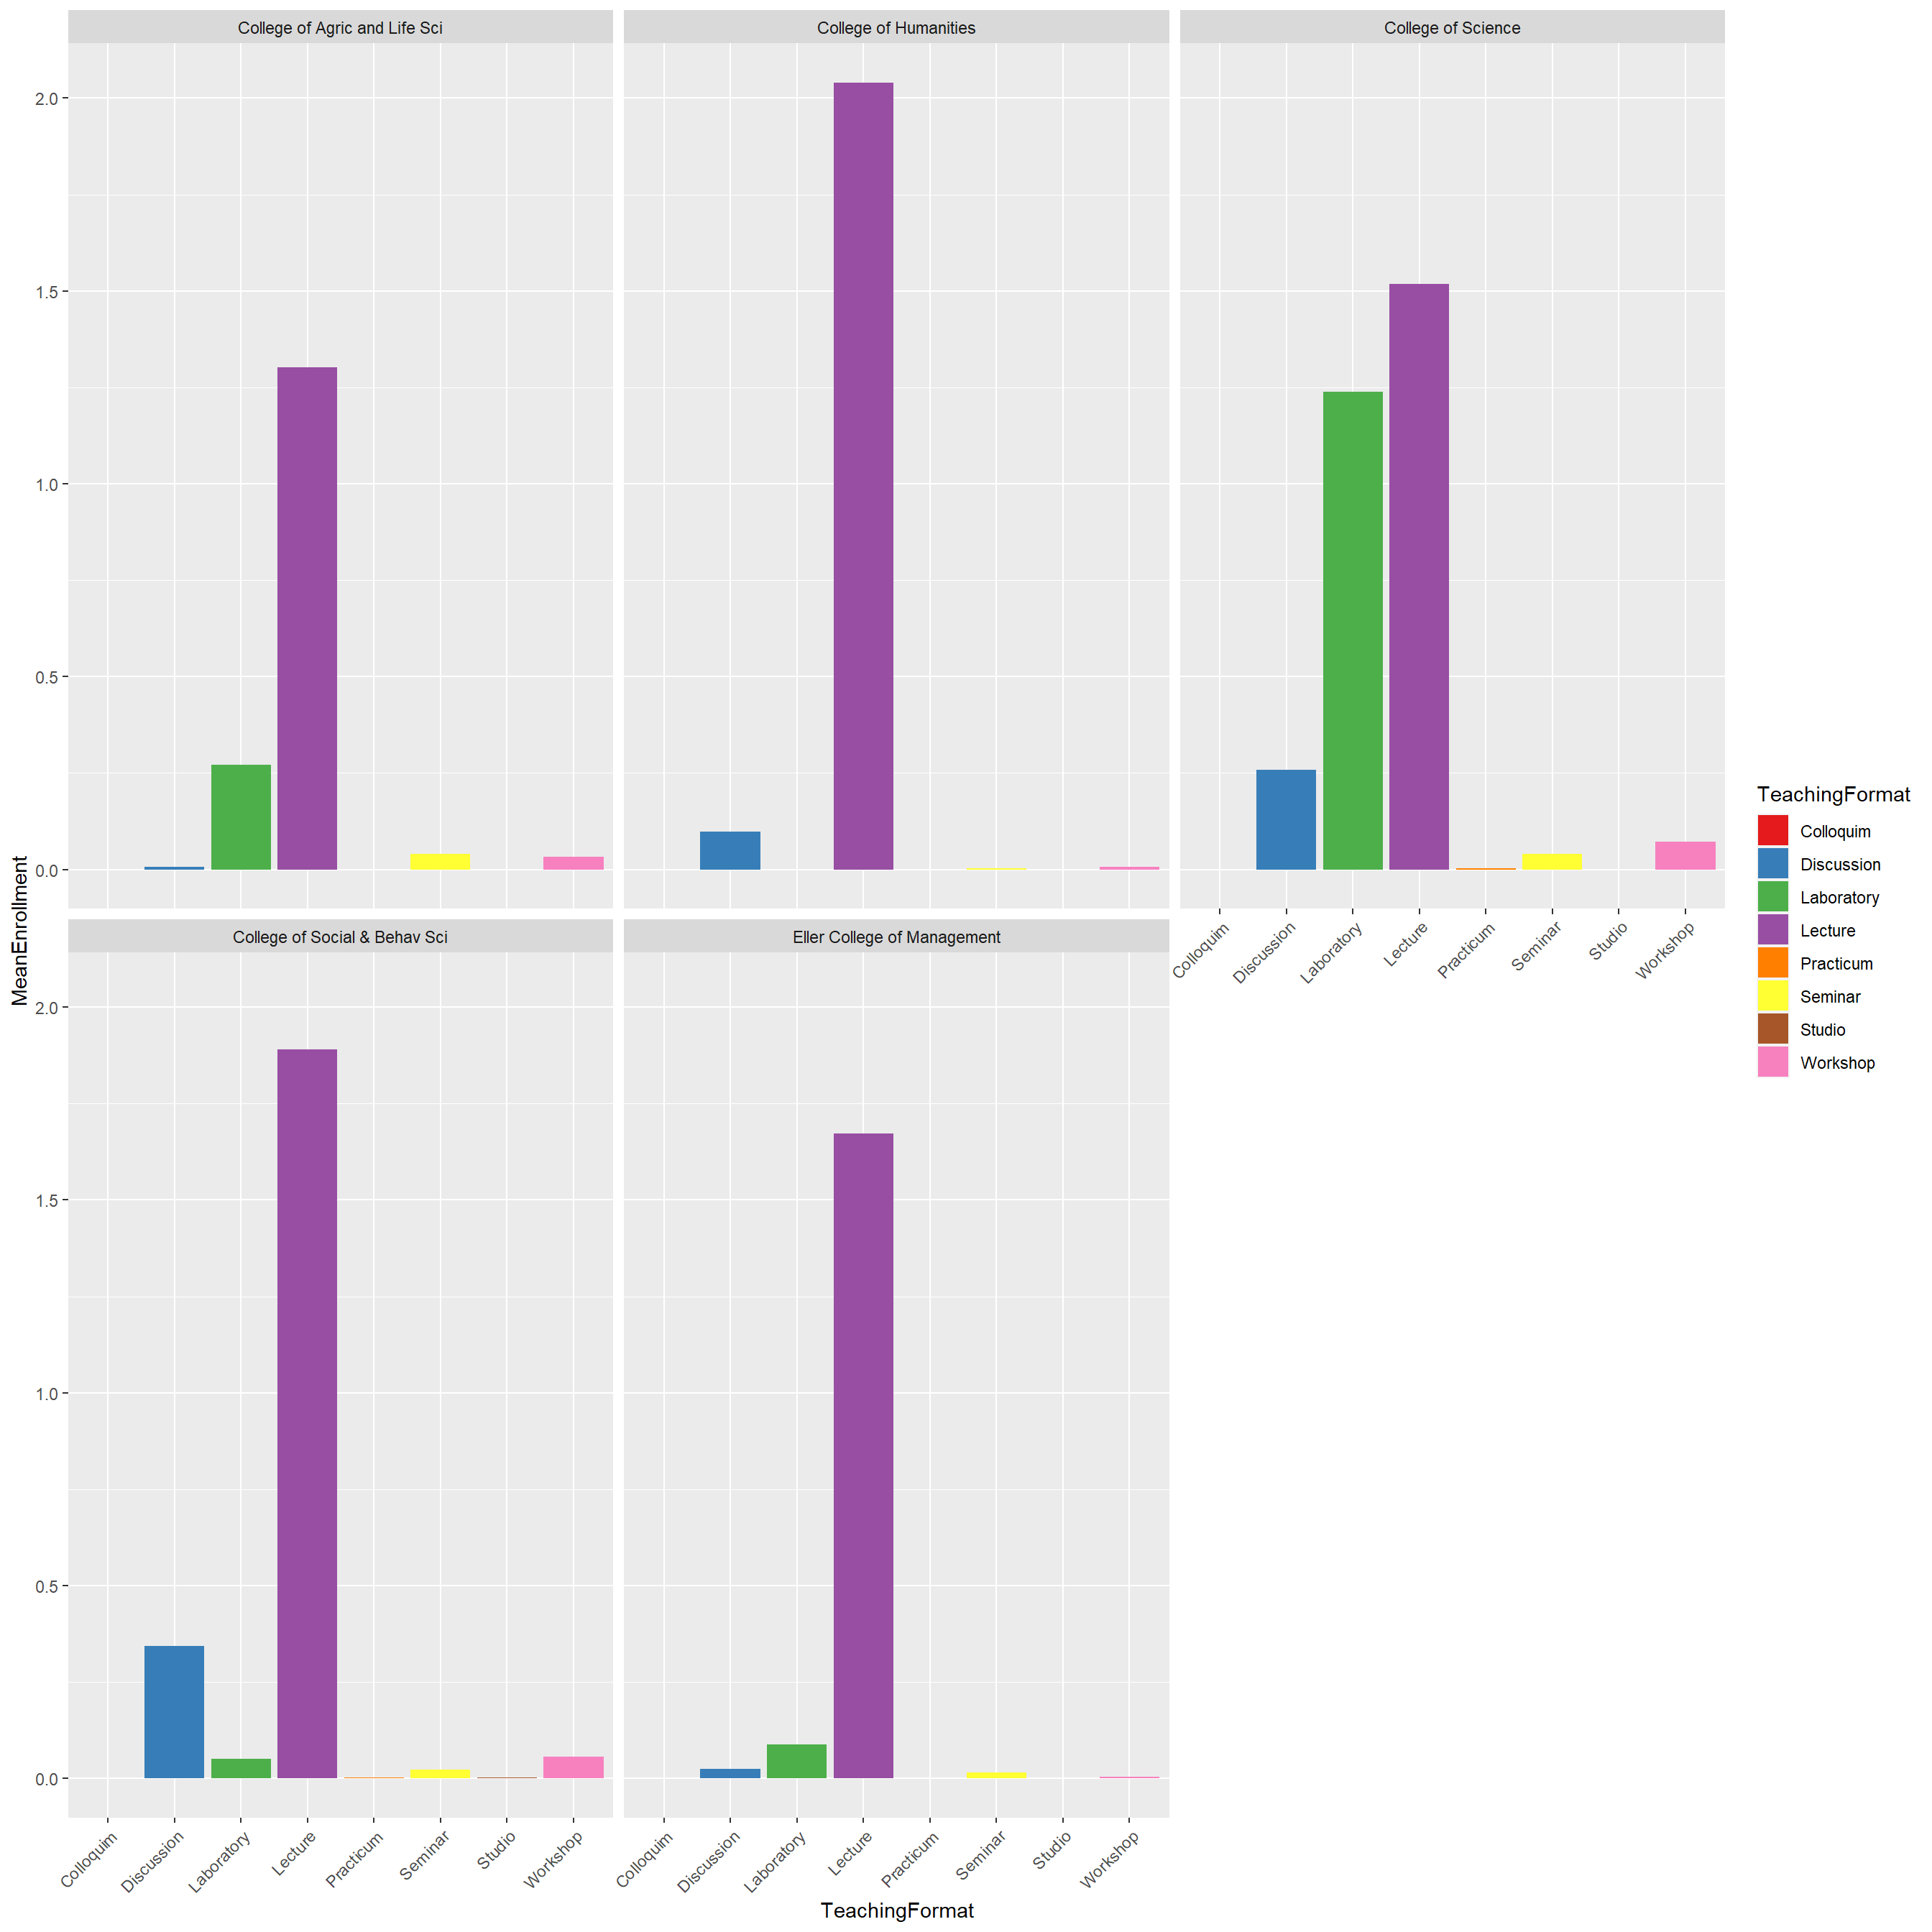 College of Agric and Life Sci
College of Humanities
College of Science
2.0
1.5
1.0
0.5
0.0
Colloquim
Discussion
Laboratory
Lecture
Practicum
Seminar
Studio
Workshop
MeanEnrollment
College of Social & Behav Sci
Eller College of Management
2.0
1.5
1.0
0.5
0.0
Colloquim
Discussion
Laboratory
Lecture
Practicum
Seminar
Studio
Workshop
Colloquim
Discussion
Laboratory
Lecture
Practicum
Seminar
Studio
Workshop
TeachingFormat
TeachingFormat
Colloquim
Discussion
Laboratory
Lecture
Practicum
Seminar
Studio
Workshop